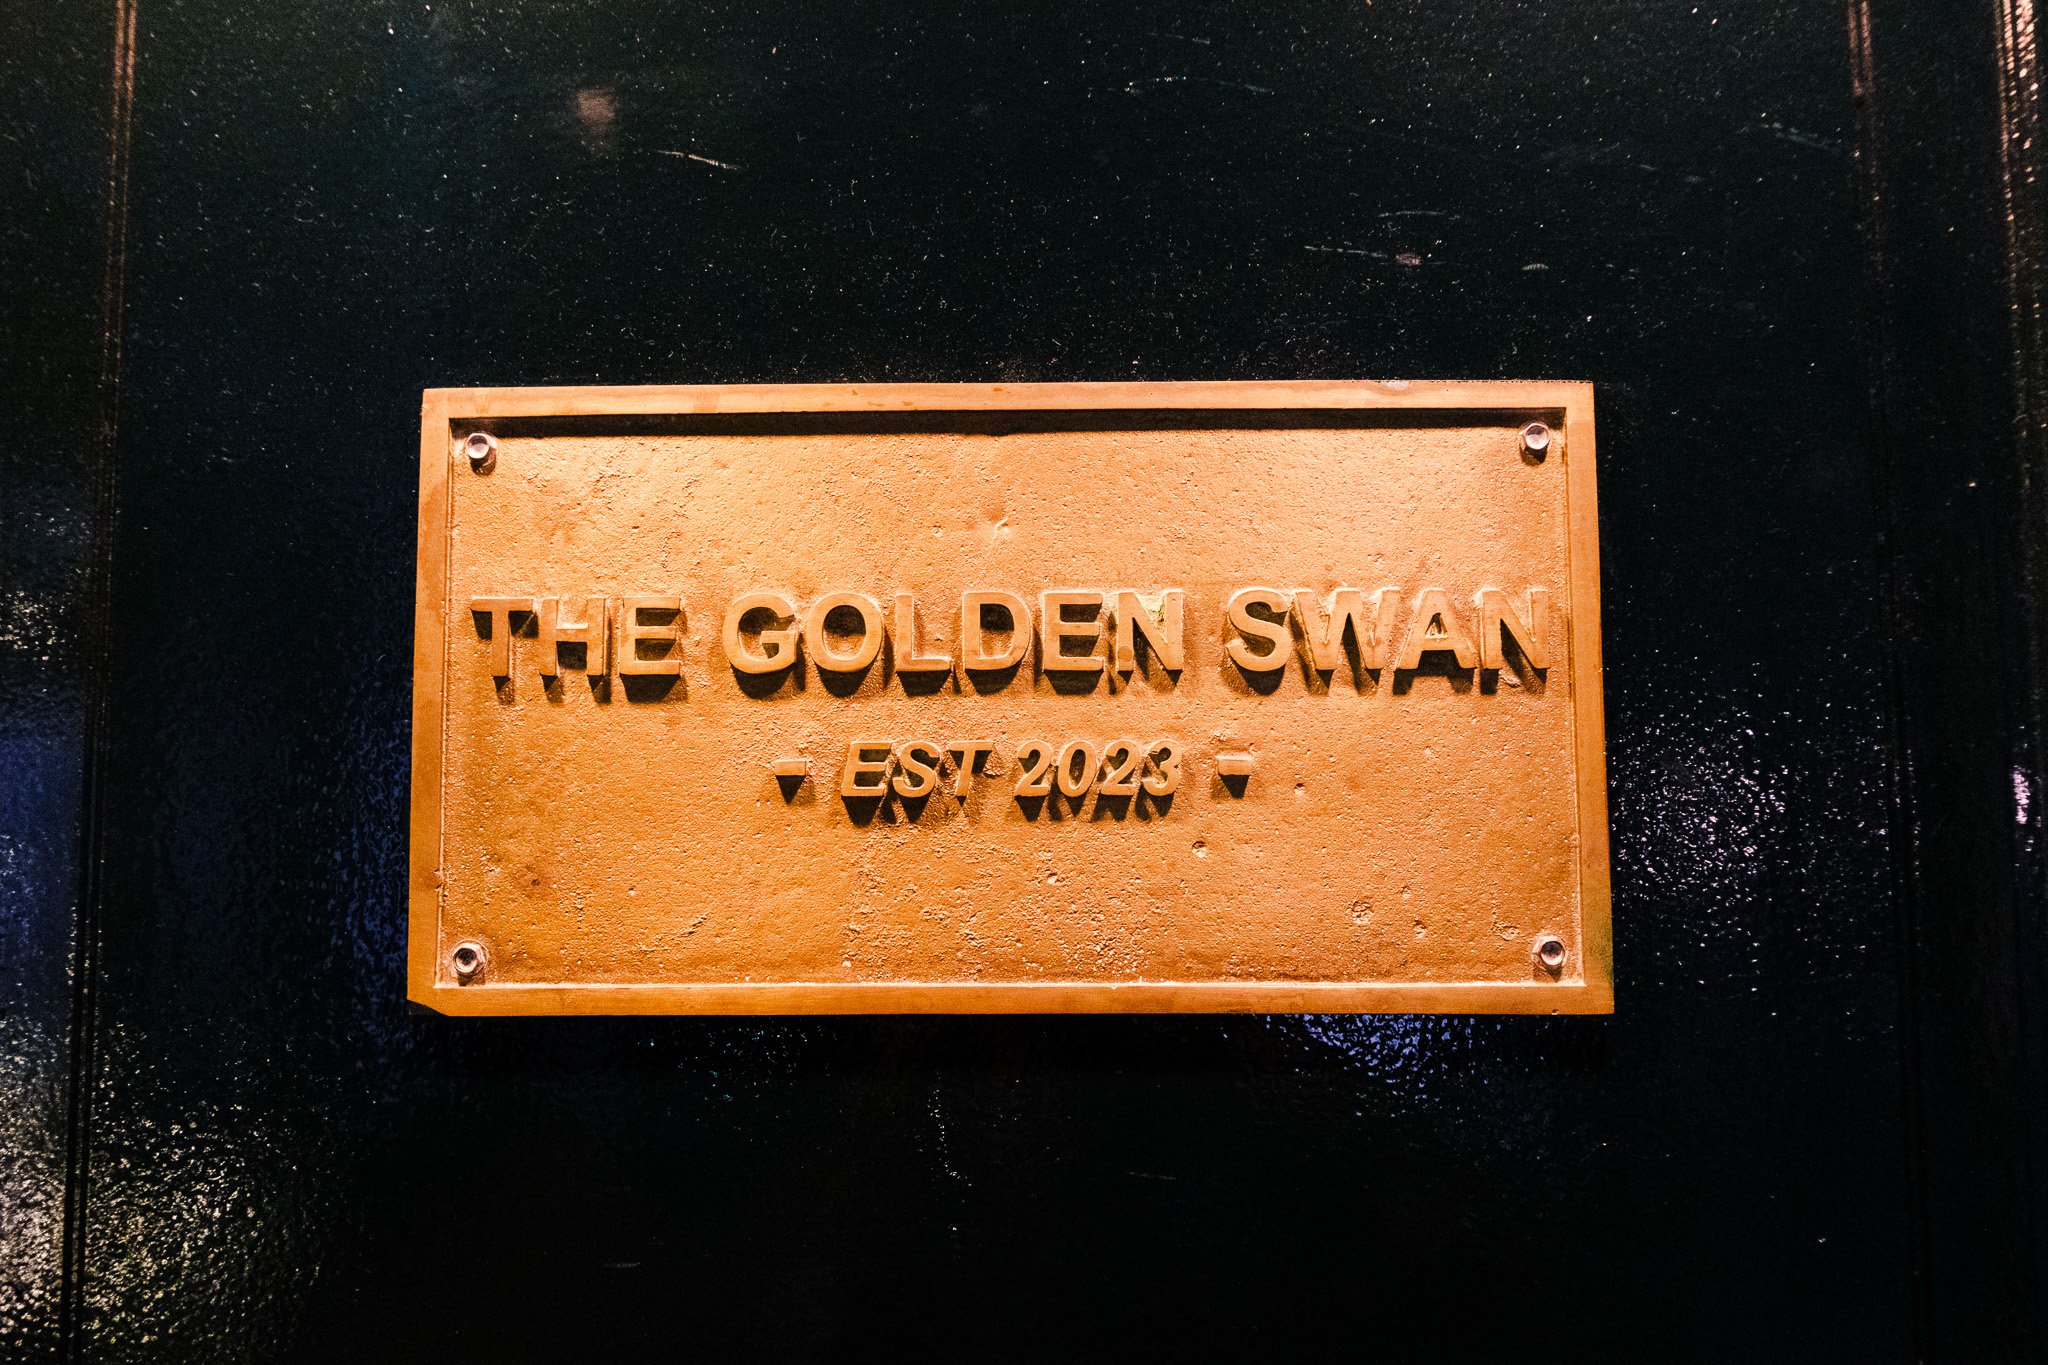 THE GOLDEN SWAN
- EST 2023 -